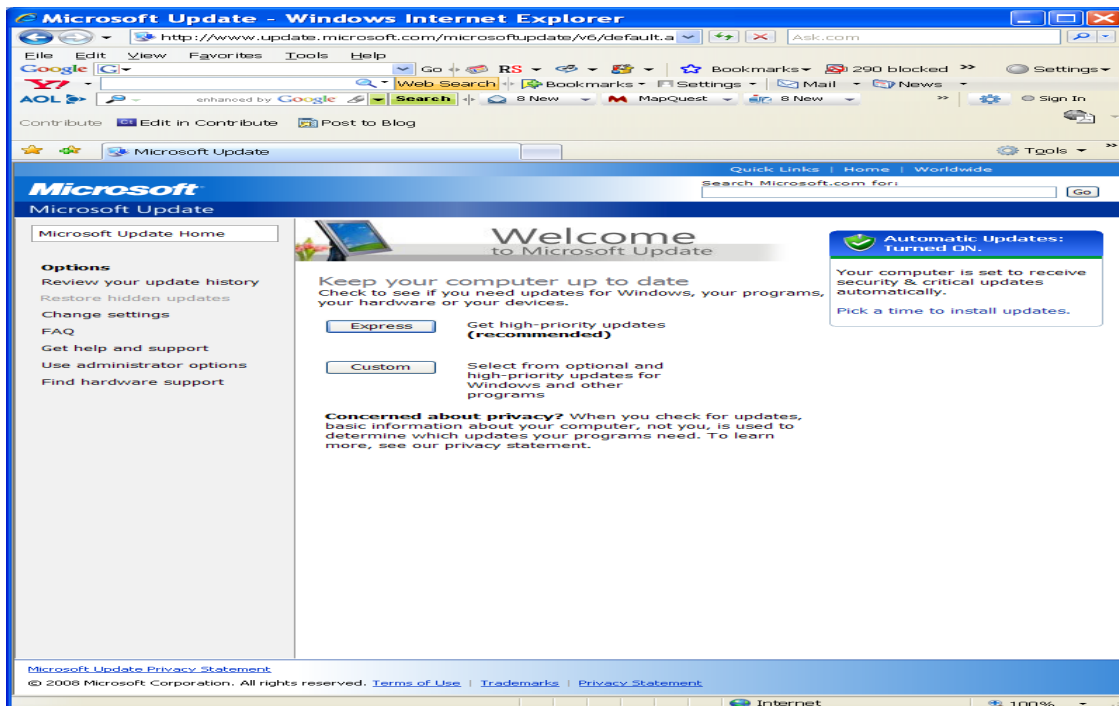 Microsoft Update - Windows Internet Explorer
http://www.update.microsoft.com/microsoftupdate/v6/default.a
Ask.com
File Edit View Favorites Tools Help
Google G Go RS Bookmarks 290 blocked >> Settings
Y! Web Search Bookmarks Settings Mail News
AOL enhanced by Google Search 8 New MapQuest 8 New >> Sign In
Contribute Edit in Contribute Post to Blog
Microsoft Update Tools >>
Quick Links | Home | Worldwide
Microsoft
Search Microsoft.com for:
Go
Microsoft Update
Microsoft Update Home
Options
Review your update history
Restore hidden updates
Change settings
FAQ
Get help and support
Use administrator options
Find hardware support
Welcome
to Microsoft Update
Keep your computer up to date
Check to see if you need updates for Windows, your programs,
your hardware or your devices.
Express
Get high-priority updates
(recommended)
Custom
Select from optional and
high-priority updates for
Windows and other
programs
Concerned about privacy? When you check for updates,
basic information about your computer, not you, is used to
determine which updates your programs need. To learn
more, see our privacy statement.
Automatic Updates:
Turned ON.
Your computer is set to receive
security & critical updates
automatically.
Pick a time to install updates.
Microsoft Update Privacy Statement
© 2008 Microsoft Corporation. All rights reserved. Terms of Use | Trademarks | Privacy Statement
Internet 100%